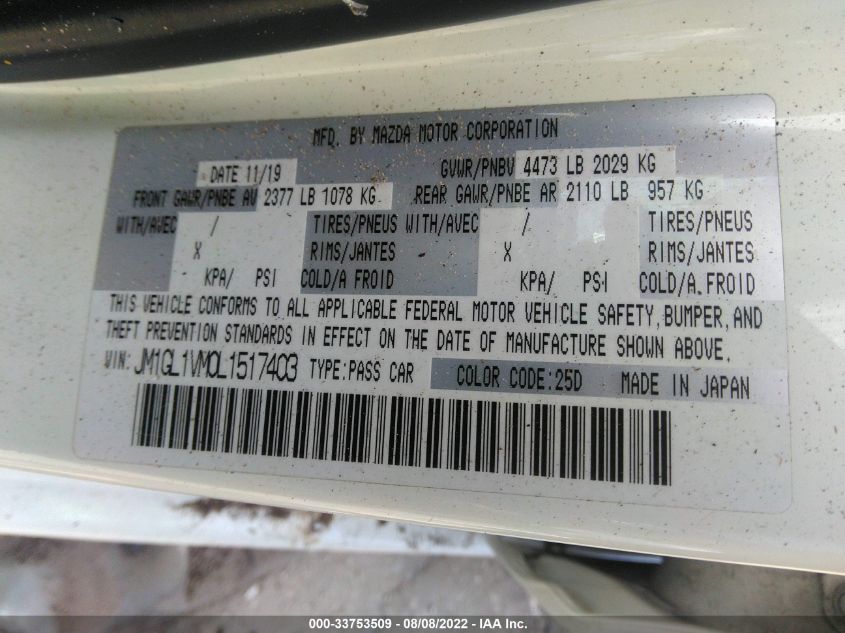 MFD. BY MAZDA MOTOR CORPORATION
DATE 11/19 GVWR/PNBV 4473 LB 2029 KG
FRONT GAWR/PNBE AV 2377 LB 1078 KG REAR GAWR/PNBE AR 2110 LB 957 KG
WITH/AVEC / TIRES/PNEUS WITH/AVEC / TIRES/PNEUS
X RIMS/JANTES X RIMS/JANTES
KPA/ PSI COLD/A FROID KPA/ PSI COLD/A FROID
THIS VEHICLE CONFORMS TO ALL APPLICABLE FEDERAL MOTOR VEHICLE SAFETY, BUMPER, AND
THEFT PREVENTION STANDARDS IN EFFECT ON THE DATE OF MANUFACTURE SHOWN ABOVE.
VIN: JM1GL1VM0L1517403 TYPE:PASS CAR COLOR CODE:25D MADE IN JAPAN
000-33753509 - 08/08/2022 - IAA Inc.